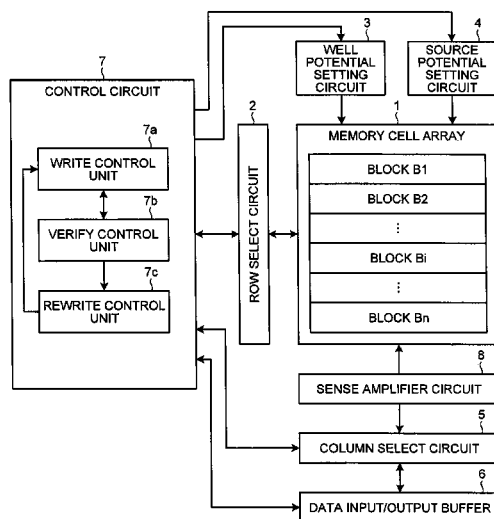 3
4
WELL
POTENTIAL
SETTING
CIRCUIT
SOURCE
POTENTIAL
SETTING
CIRCUIT
7
CONTROL CIRCUIT
7a
WRITE CONTROL
UNIT
7b
VERIFY CONTROL
UNIT
7c
REWRITE CONTROL
UNIT
2
ROW SELECT CIRCUIT
1
MEMORY CELL ARRAY
BLOCK B1
BLOCK B2
⋮
BLOCK Bi
⋮
BLOCK Bn
8
SENSE AMPLIFIER CIRCUIT
5
COLUMN SELECT CIRCUIT
6
DATA INPUT/OUTPUT BUFFER